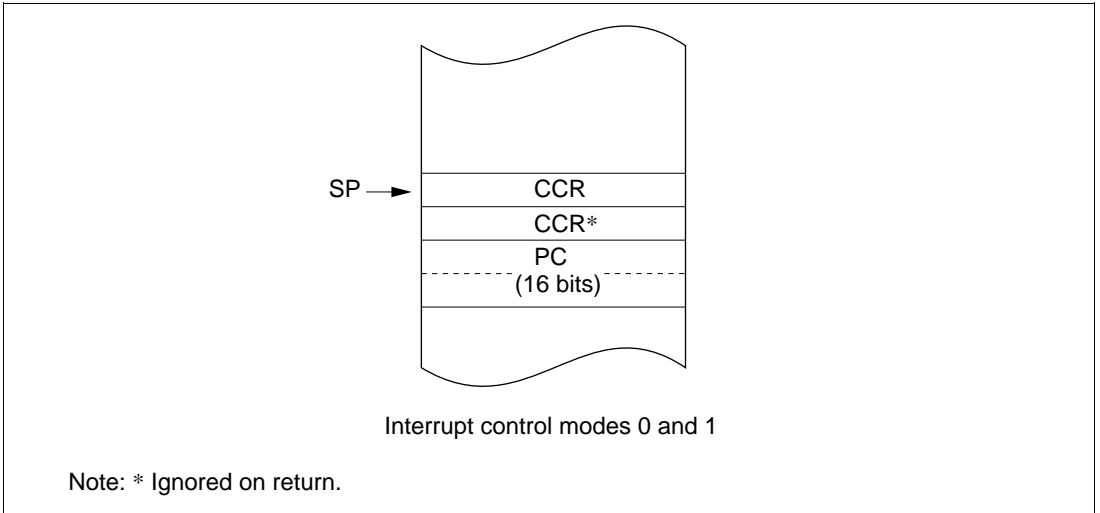 SP
CCR
CCR*
PC
(16 bits)
Interrupt control modes 0 and 1
Note: * Ignored on return.